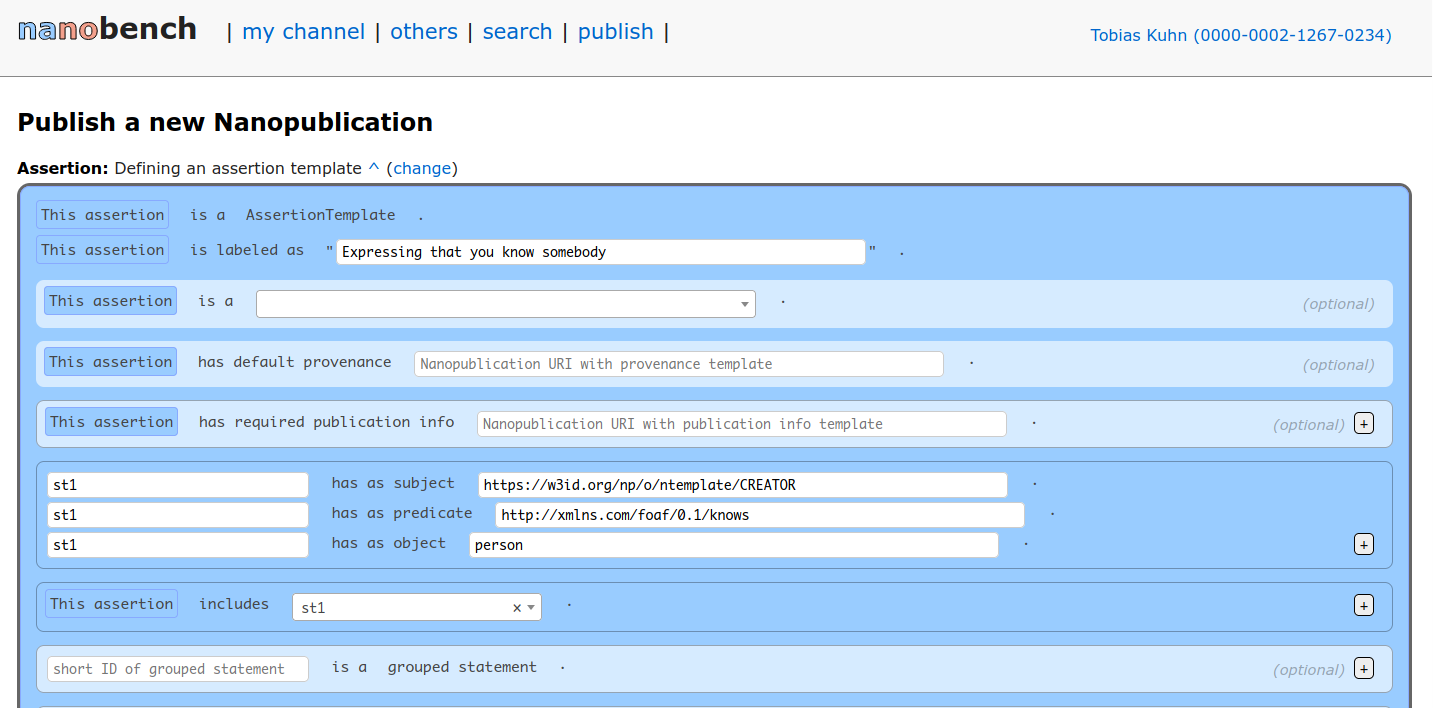 nanobench | my channel | others | search | publish | Tobias Kuhn (0000-0002-1267-0234)
Publish a new Nanopublication
Assertion: Defining an assertion template ^ (change)
This assertion is a AssertionTemplate .
This assertion is labeled as "Expressing that you know somebody" .
This assertion is a . (optional)
This assertion has default provenance Nanopublication URI with provenance template . (optional)
This assertion has required publication info Nanopublication URI with publication info template . (optional) +
st1 has as subject https://w3id.org/np/o/ntemplate/CREATOR .
st1 has as predicate http://xmlns.com/foaf/0.1/knows .
st1 has as object person . +
This assertion includes st1 × . +
short ID of grouped statement is a grouped statement . (optional) +